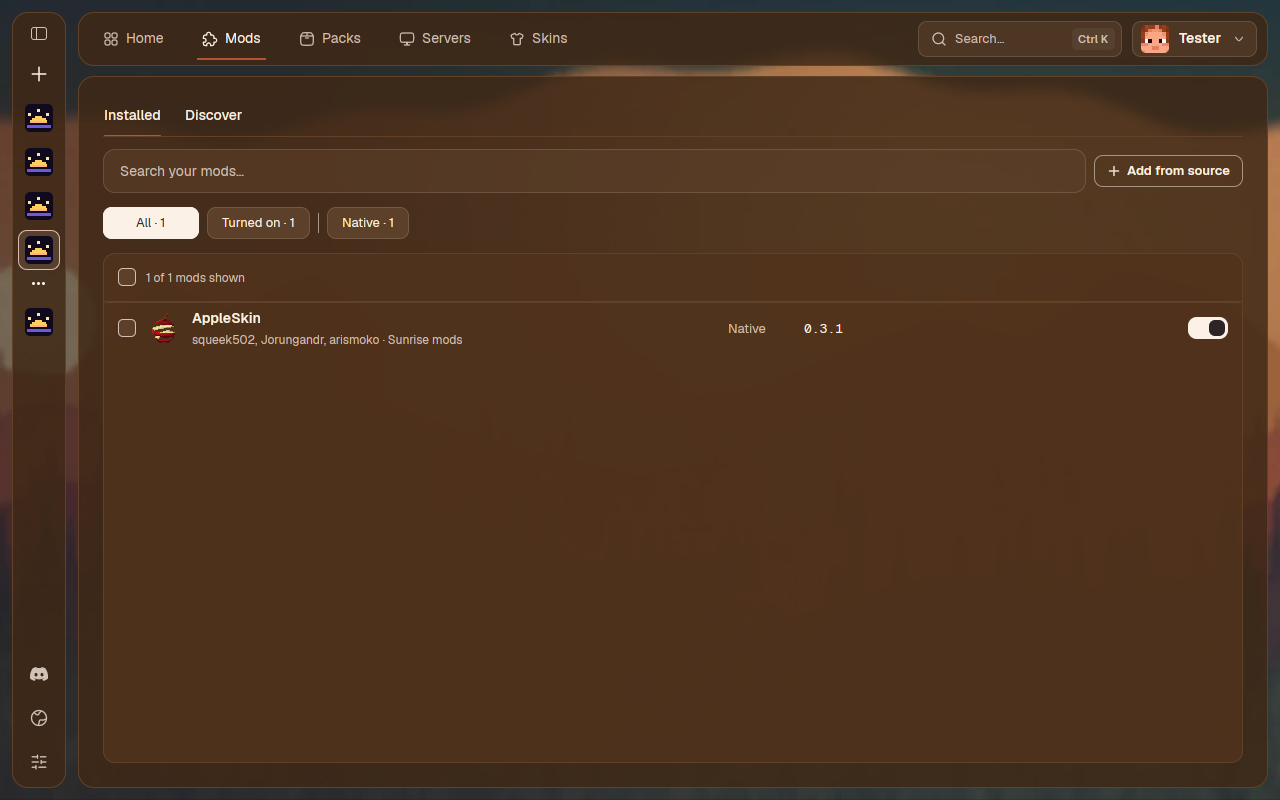 Home
Mods
Packs
Servers
Skins
Search...
Ctrl K
Tester
Installed
Discover
Search your mods...
Add from source
All · 1
Turned on · 1
Native · 1
1 of 1 mods shown
AppleSkin
squeek502, Jorungandr, arismoko · Sunrise mods
Native
0.3.1